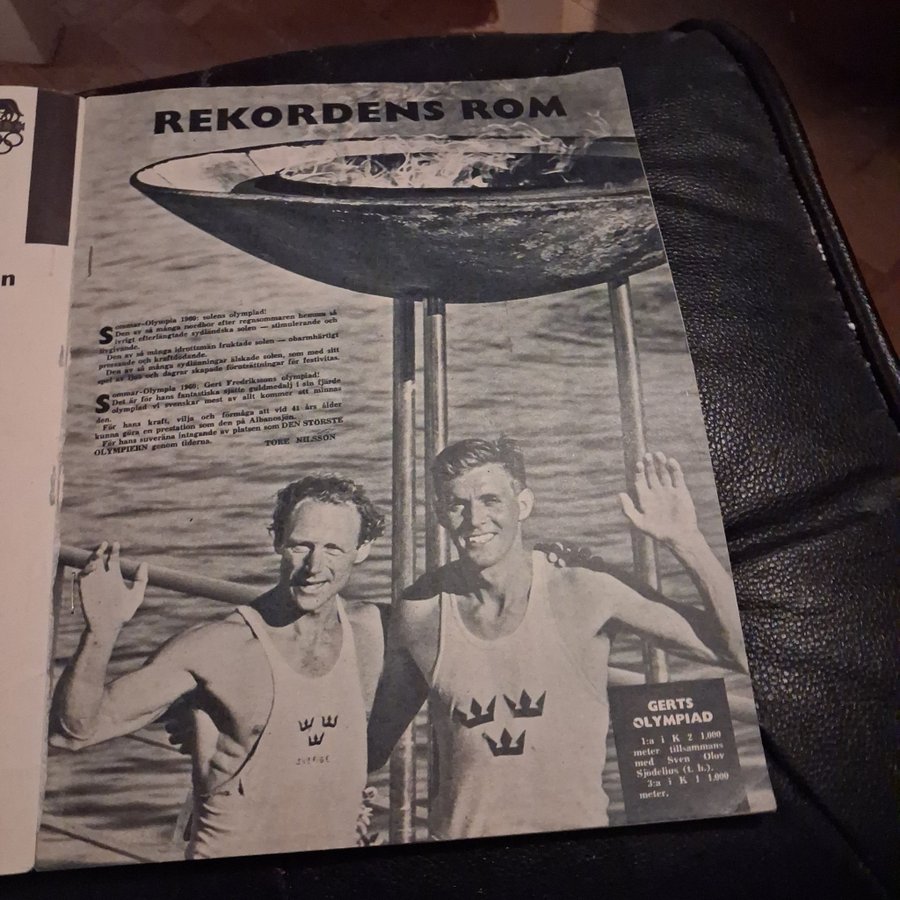 n
REKORDENS ROM
Sommar-Olympia 1960: solens olympiad!
Den av så många nordbor efter regnsommaren hemma så
ivrigt efterlängtade sydländska solen — stimulerande och
livgivande.
Den av så många idrottsmän fruktade solen — obarmhärtigt
pressande och kraftdödande.
Den av så många sydlänningar älskade solen, som med sitt
spel av ljus och dagrar skapade förutsättningar för festivitas.
Sommar-Olympia 1960: Gert Fredrikssons olympiad!
Det är för hans fantastiska sjätte guldmedalj i sin fjärde
olympiad vi svenskar mest av allt kommer att minnas
den.
För hans kraft, vilja och förmåga att vid 41 års ålder
kunna göra en prestation som den på Albanosjön.
För hans suveräna intagande av platsen som DEN STÖRSTE
OLYMPIERN genom tiderna.
TORE NILSSON
SVERIGE
GERTS
OLYMPIAD
1:a i K 2 1.000
meter tillsammans
med Sven Olov
Sjödelius (t. h.).
3:a i K 1 1.000
meter.